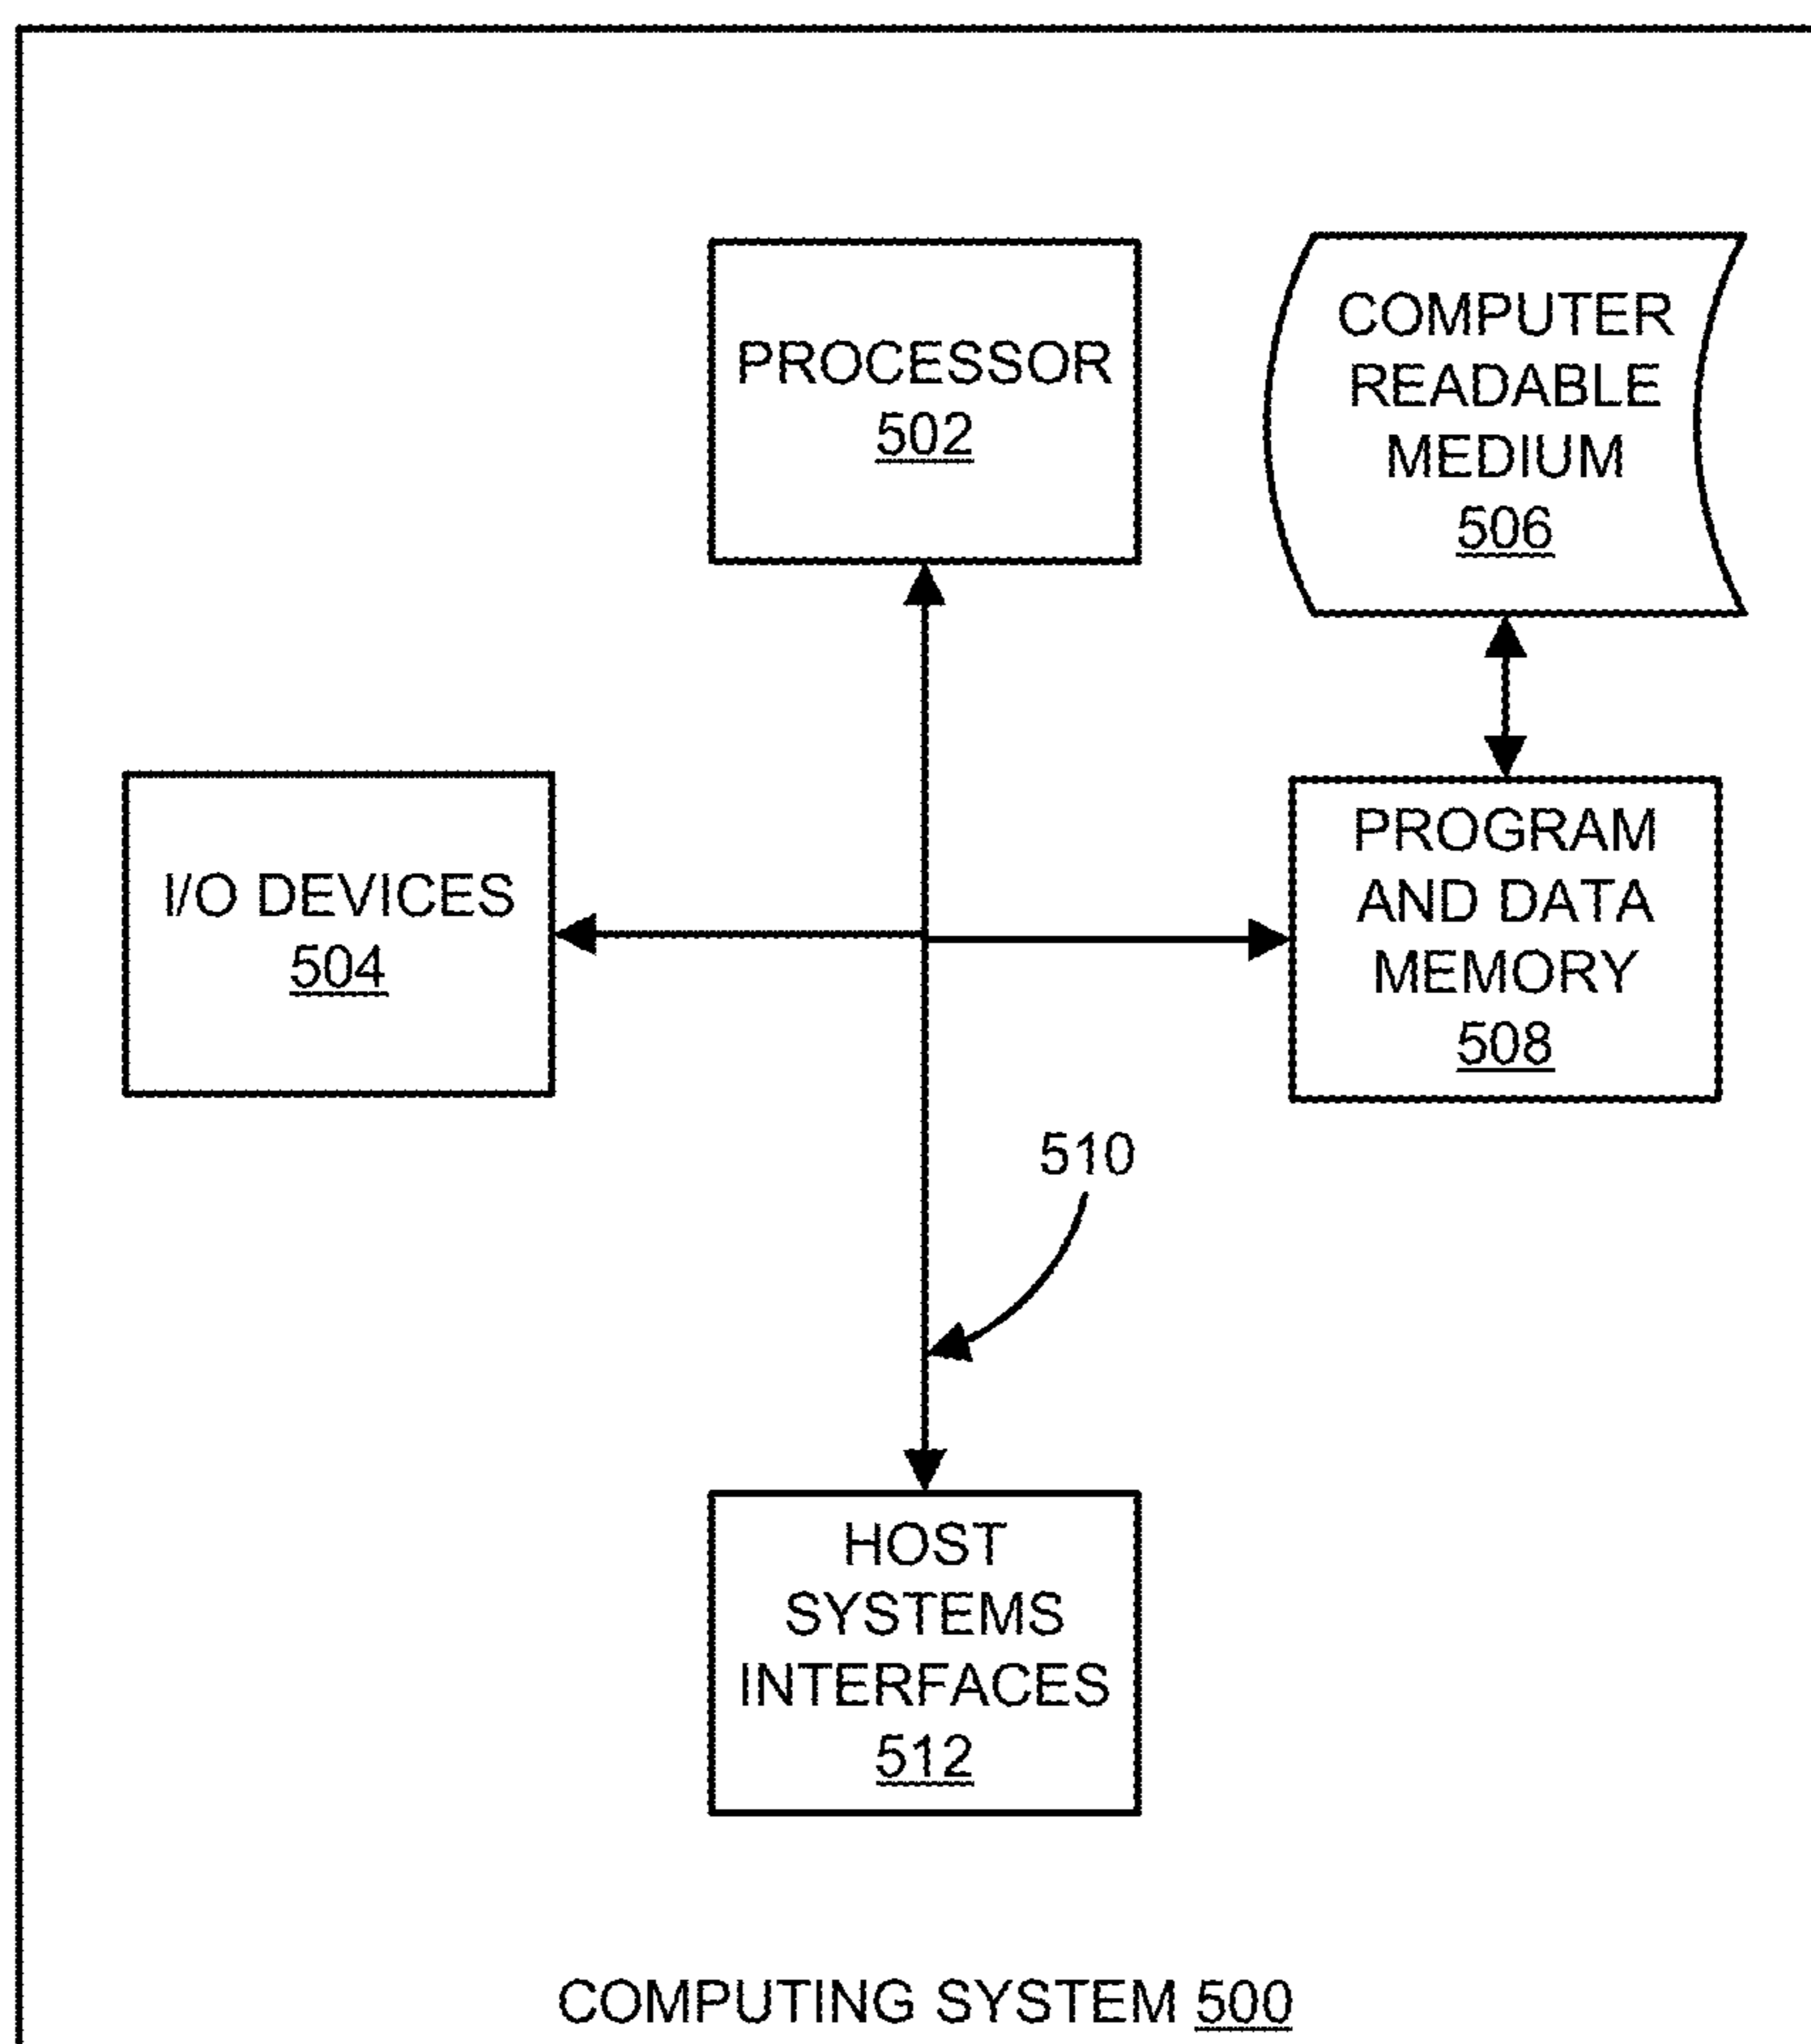 PROCESSOR
502
COMPUTER
READABLE
MEDIUM
506
I/O DEVICES
504
PROGRAM
AND DATA
MEMORY
508
510
HOST
SYSTEMS
INTERFACES
512
COMPUTING SYSTEM 500